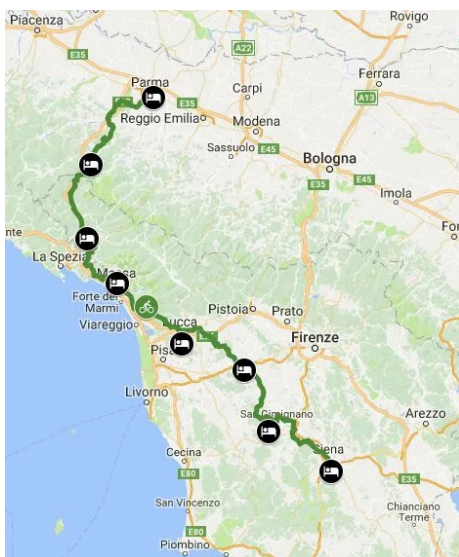 Piacenza
Rovigo
A22
E35
Parma
Carpi
Ferrara
A13
E35
Reggio Emilia
Modena
Sassuolo
E45
Bologna
E35
E45
Imola
La Spezia
Forte dei
Marmi
Viareggio
Pistoia
Prato
Firenze
Livorno
San Gimignano
Arezzo
Siena
Cecina
E80
E35
San Vincenzo
Chianciano
Terme
E80
Piombino